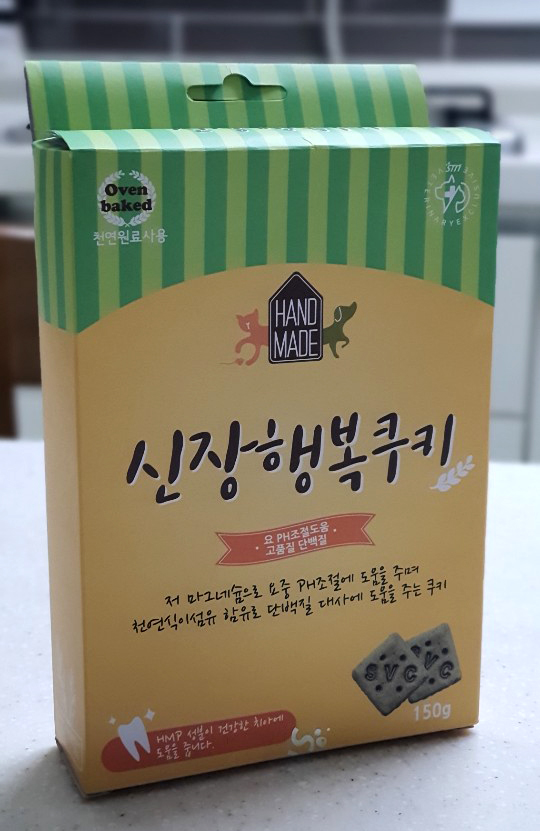 Oven
baked
천연원료사용
HAND
MADE
신장행복쿠키
요 PH조절도움
고품질 단백질
저 마그네슘으로 요중 PH조절에 도움을 주며
천연식이섬유 함유로 단백질 대사에 도움을 주는 쿠키
SVC
VC
150g
HMP 성분이 건강한 치아에
도움을 줍니다.